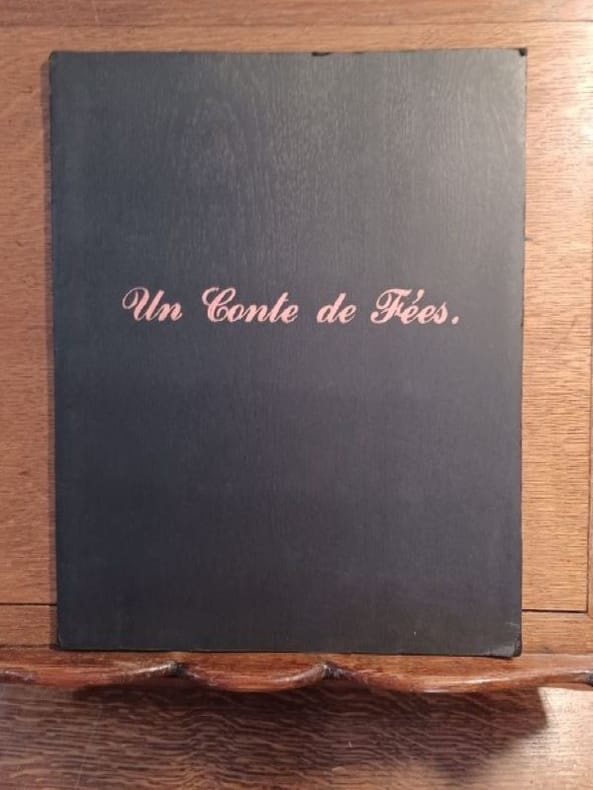 Un Conte de Fées.